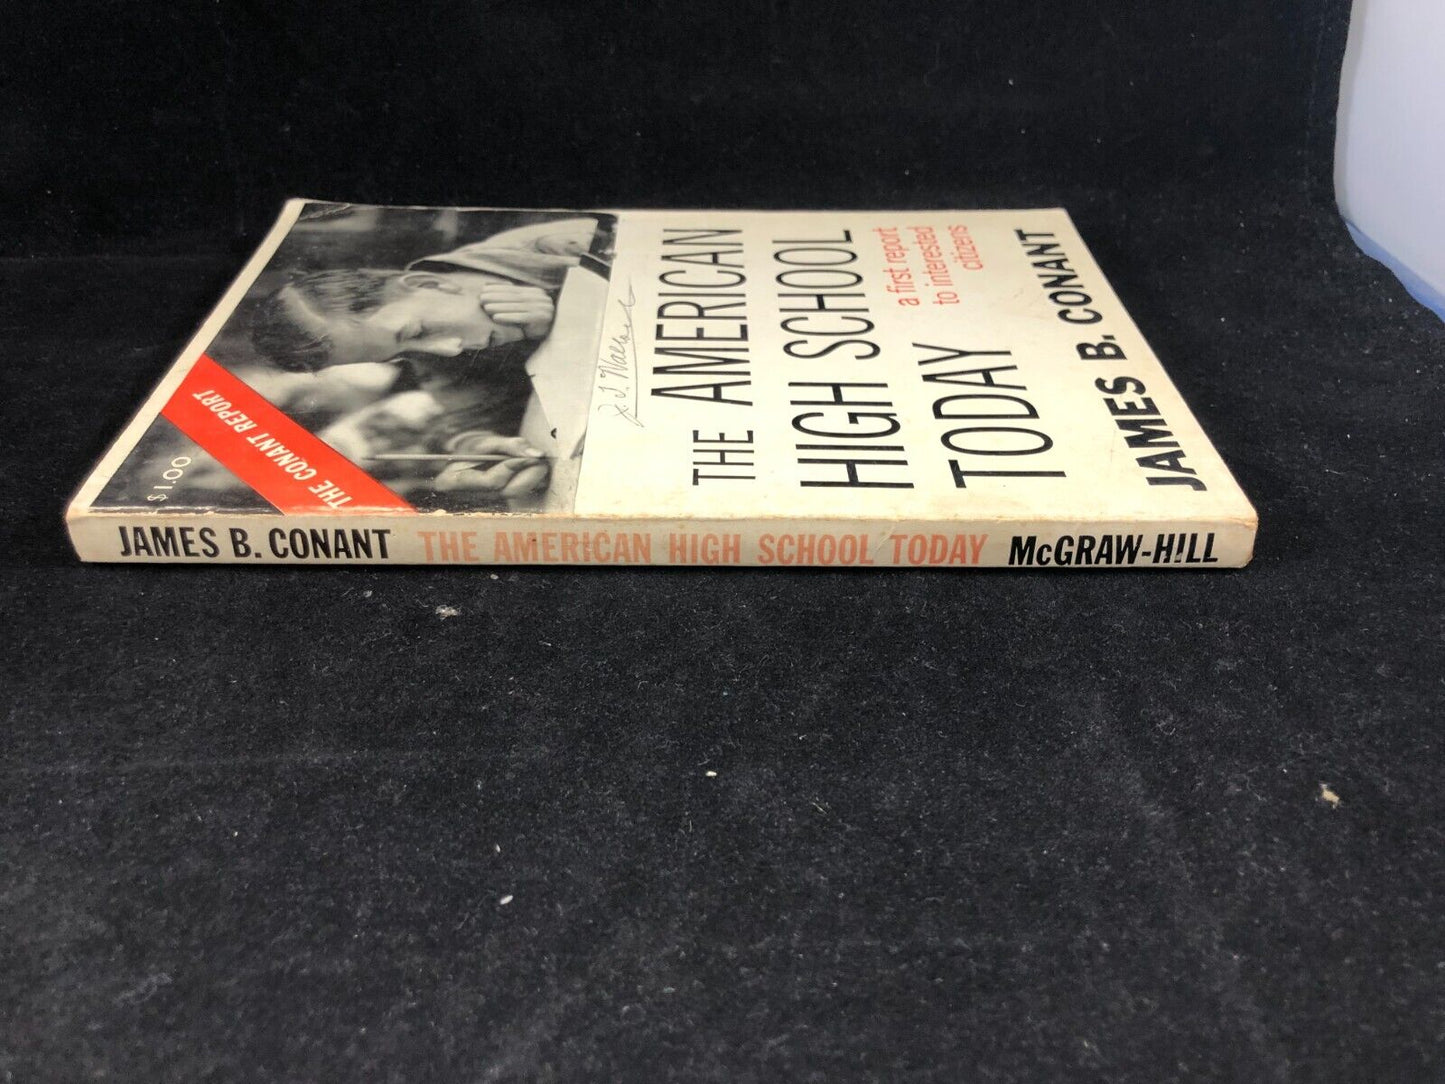 $1.00
THE CONANT REPORT
THE AMERICAN
HIGH SCHOOL
TODAY
a first report
to interested
citizens
JAMES B. CONANT
JAMES B. CONANT THE AMERICAN HIGH SCHOOL TODAY McGRAW-HILL